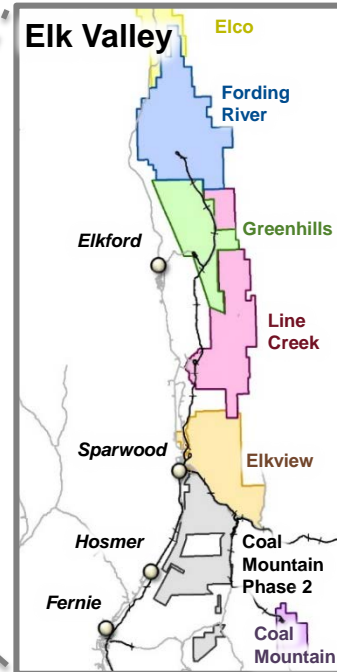 Elk Valley
Elco
Fording
River
Greenhills
Elkford
Line
Creek
Sparwood
Elkview
Coal
Mountain
Phase 2
Hosmer
Fernie
Coal
Mountain